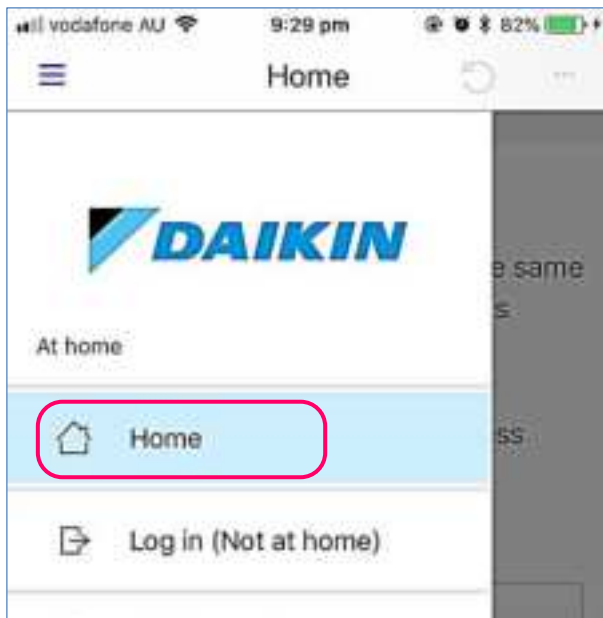 vodafone AU 9:29 pm 82%
Home
DAIKIN
e same
s
At home
Home
ss
Log in (Not at home)